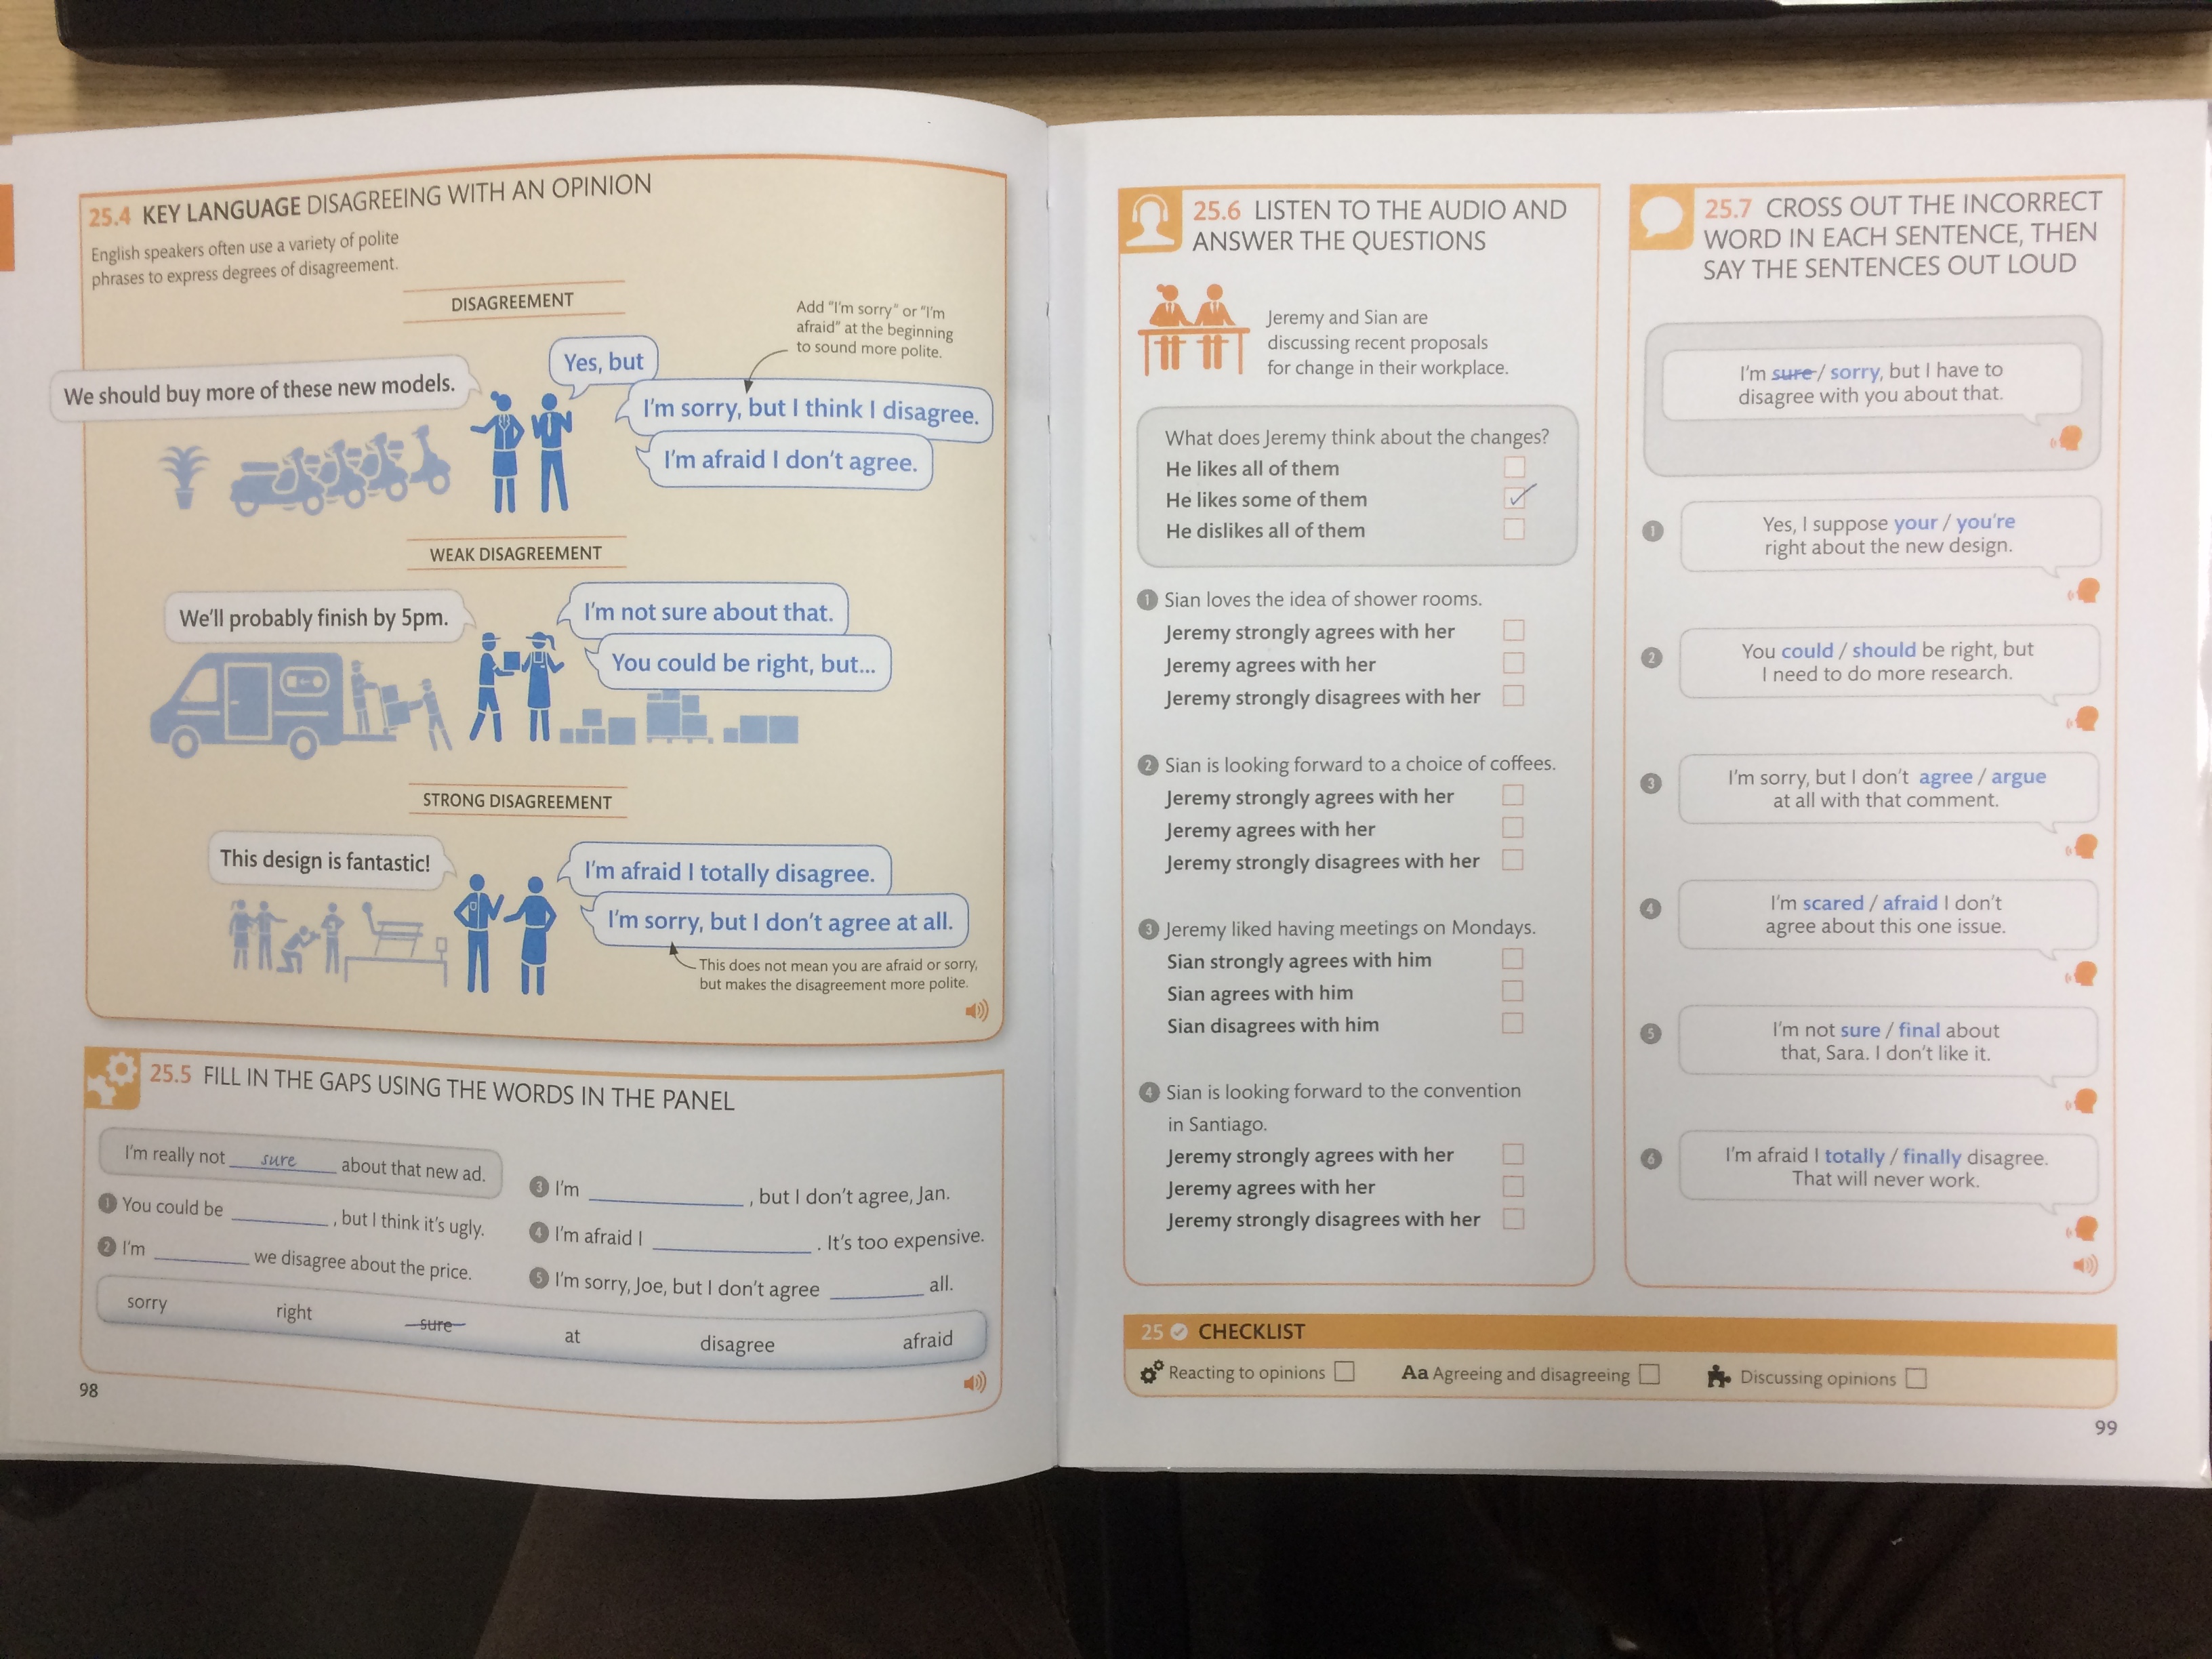 25.4 KEY LANGUAGE DISAGREEING WITH AN OPINION
English speakers often use a variety of polite
phrases to express degrees of disagreement.
DISAGREEMENT
Add "I'm sorry" or "I'm
afraid" at the beginning
to sound more polite.
We should buy more of these new models.
Yes, but
I'm sorry, but I think I disagree.
I'm afraid I don't agree.
WEAK DISAGREEMENT
We'll probably finish by 5pm.
I'm not sure about that.
You could be right, but...
STRONG DISAGREEMENT
This design is fantastic!
I'm afraid I totally disagree.
I'm sorry, but I don't agree at all.
This does not mean you are afraid or sorry,
but makes the disagreement more polite.
25.5 FILL IN THE GAPS USING THE WORDS IN THE PANEL
I'm really not sure about that new ad.
1 You could be ________, but I think it's ugly.
2 I'm ________ we disagree about the price.
3 I'm ________, but I don't agree, Jan.
4 I'm afraid I ________. It's too expensive.
5 I'm sorry, Joe, but I don't agree ________ all.
sorry right sure at disagree afraid
98
25.6 LISTEN TO THE AUDIO AND
ANSWER THE QUESTIONS
Jeremy and Sian are
discussing recent proposals
for change in their workplace.
What does Jeremy think about the changes?
He likes all of them
He likes some of them
He dislikes all of them
1 Sian loves the idea of shower rooms.
Jeremy strongly agrees with her
Jeremy agrees with her
Jeremy strongly disagrees with her
2 Sian is looking forward to a choice of coffees.
Jeremy strongly agrees with her
Jeremy agrees with her
Jeremy strongly disagrees with her
3 Jeremy liked having meetings on Mondays.
Sian strongly agrees with him
Sian agrees with him
Sian disagrees with him
4 Sian is looking forward to the convention
in Santiago.
Jeremy strongly agrees with her
Jeremy agrees with her
Jeremy strongly disagrees with her
25.7 CROSS OUT THE INCORRECT
WORD IN EACH SENTENCE, THEN
SAY THE SENTENCES OUT LOUD
I'm sure / sorry, but I have to
disagree with you about that.
1 Yes, I suppose your / you're
right about the new design.
2 You could / should be right, but
I need to do more research.
3 I'm sorry, but I don't agree / argue
at all with that comment.
4 I'm scared / afraid I don't
agree about this one issue.
5 I'm not sure / final about
that, Sara. I don't like it.
6 I'm afraid I totally / finally disagree.
That will never work.
25 CHECKLIST
Reacting to opinions Aa Agreeing and disagreeing Discussing opinions
99